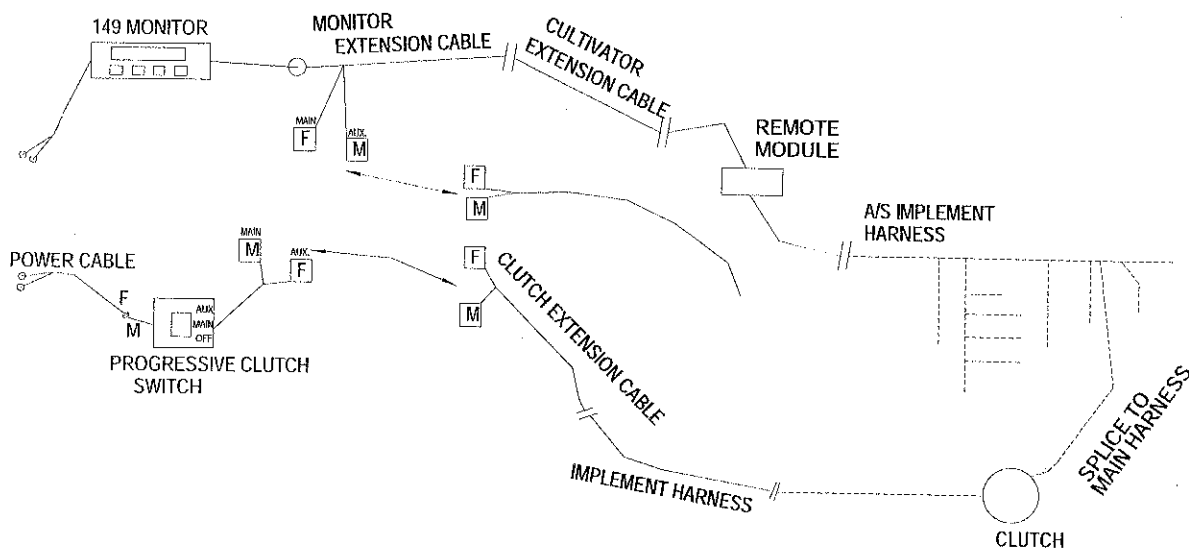 149 MONITOR
MONITOR
EXTENSION CABLE
CULTIVATOR
EXTENSION CABLE
MAIN
F
AUX.
M
REMOTE
MODULE
F
M
A/S IMPLEMENT
HARNESS
MAIN
M
AUX.
F
F
M
CLUTCH EXTENSION CABLE
POWER CABLE
F
M
AUX
MAIN
OFF
PROGRESSIVE CLUTCH
SWITCH
IMPLEMENT HARNESS
SPLICE TO
MAIN HARNESS
CLUTCH